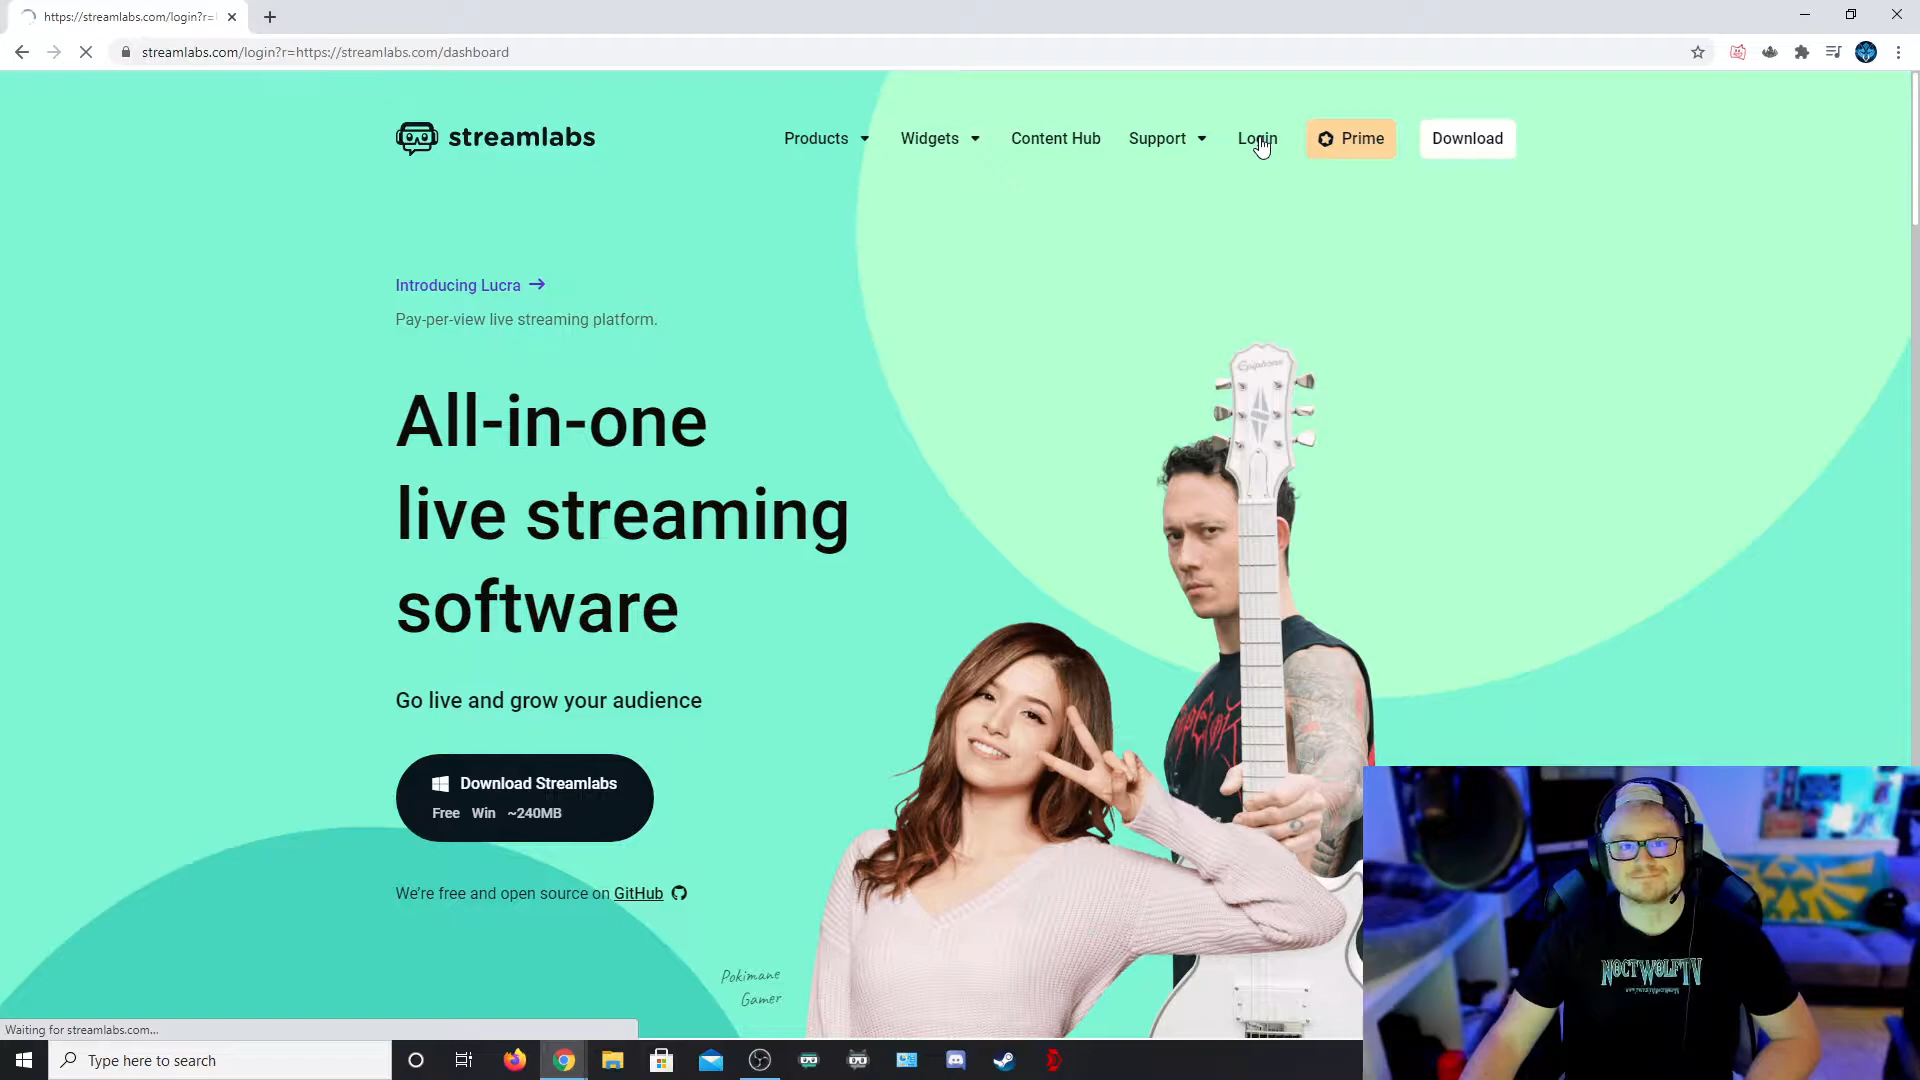 https://streamlabs.com/login?r=
streamlabs.com/login?r=https://streamlabs.com/dashboard
streamlabs
Products
Widgets
Content Hub
Support
Login
Prime
Download
Introducing Lucra →
Pay-per-view live streaming platform.
All-in-one
live streaming
software
Go live and grow your audience
Download Streamlabs
Free Win ~240MB
We're free and open source on GitHub
Epiphone
Pokimane
Gamer
NOCTWOLFTV
Waiting for streamlabs.com...
Type here to search